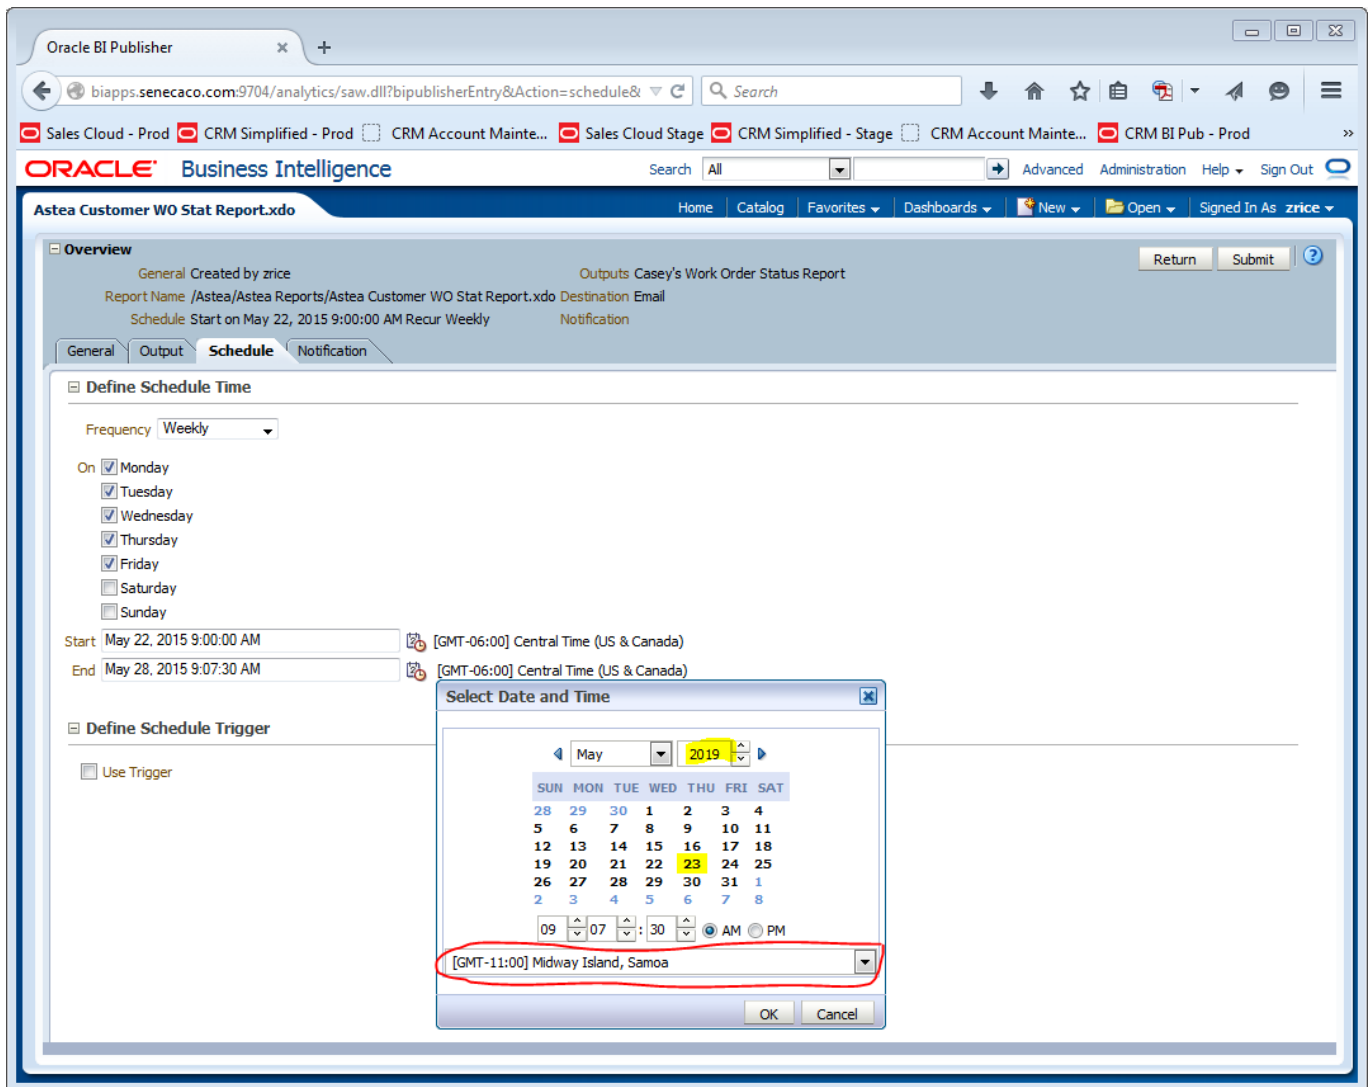 Oracle BI Publisher
biapps.senecaco.com:9704/analytics/saw.dll?bipublisherEntry&Action=schedule& Search
Sales Cloud - Prod CRM Simplified - Prod CRM Account Mainte... Sales Cloud Stage CRM Simplified - Stage CRM Account Mainte... CRM BI Pub - Prod »
ORACLE Business Intelligence Search All Advanced Administration Help Sign Out
Astea Customer WO Stat Report.xdo Home Catalog Favorites Dashboards New Open Signed In As zrice
Overview Return Submit ?
General Created by zrice Outputs Casey's Work Order Status Report
Report Name /Astea/Astea Reports/Astea Customer WO Stat Report.xdo Destination Email
Schedule Start on May 22, 2015 9:00:00 AM Recur Weekly Notification
General Output Schedule Notification
Define Schedule Time
Frequency Weekly
On Monday
Tuesday
Wednesday
Thursday
Friday
Saturday
Sunday
Start May 22, 2015 9:00:00 AM [GMT-06:00] Central Time (US & Canada)
End May 28, 2015 9:07:30 AM [GMT-06:00] Central Time (US & Canada)
Define Schedule Trigger
Use Trigger
Select Date and Time
May 2019
SUN MON TUE WED THU FRI SAT
28 29 30 1 2 3 4
5 6 7 8 9 10 11
12 13 14 15 16 17 18
19 20 21 22 23 24 25
26 27 28 29 30 31 1
2 3 4 5 6 7 8
09 07 : 30 AM PM
[GMT-11:00] Midway Island, Samoa
OK Cancel